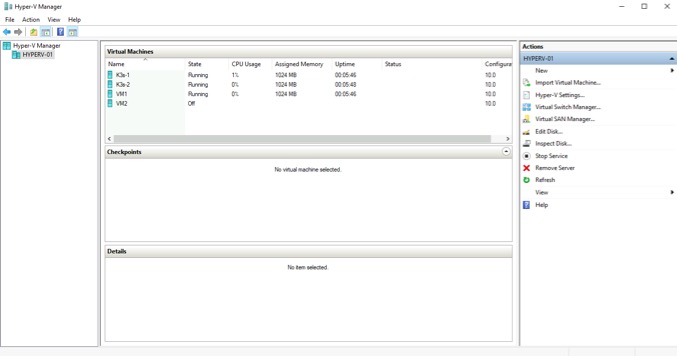 Hyper-V Manager
File Action View Help
Hyper-V Manager
HYPERV-01
Virtual Machines
Name State CPU Usage Assigned Memory Uptime Status Configura
K3s-1 Running 1% 1024 MB 00:05:46 10.0
K3s-2 Running 0% 1024 MB 00:05:48 10.0
VM1 Running 0% 1024 MB 00:05:46 10.0
VM2 Off 10.0
Checkpoints
No virtual machine selected.
Details
No item selected.
Actions
HYPERV-01
New
Import Virtual Machine...
Hyper-V Settings...
Virtual Switch Manager...
Virtual SAN Manager...
Edit Disk...
Inspect Disk...
Stop Service
Remove Server
Refresh
View
Help